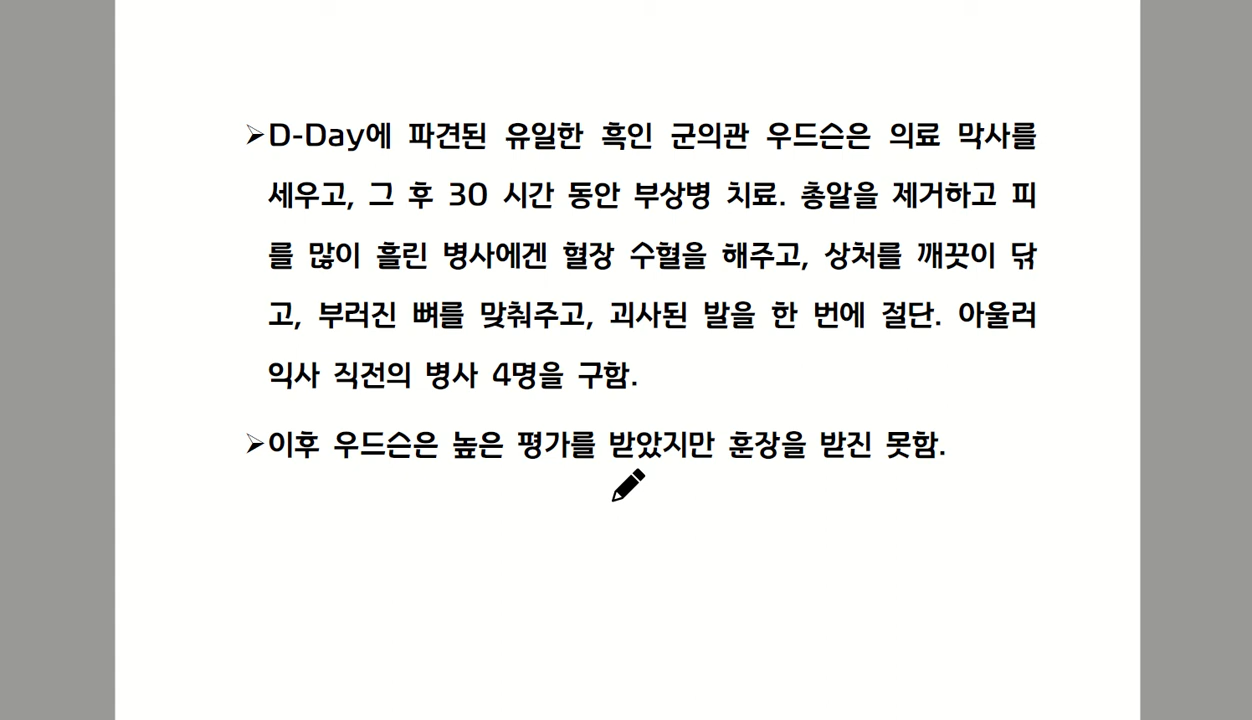 ➢D-Day에 파견된 유일한 흑인 군의관 우드슨은 의료 막사를
세우고, 그 후 30 시간 동안 부상병 치료. 총알을 제거하고 피
를 많이 흘린 병사에겐 혈장 수혈을 해주고, 상처를 깨끗이 닦
고, 부러진 뼈를 맞춰주고, 괴사된 발을 한 번에 절단. 아울러
익사 직전의 병사 4명을 구함.
➢이후 우드슨은 높은 평가를 받았지만 훈장을 받진 못함.